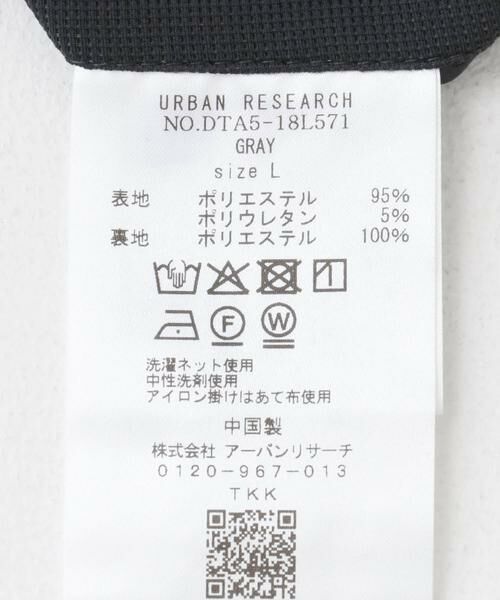 URBAN RESEARCH
NO.DTA5-18L571
GRAY
size L
表地 ポリエステル 95%
ポリウレタン 5%
裏地 ポリエステル 100%
F W
洗濯ネット使用
中性洗剤使用
アイロン掛けはあて布使用
中国製
株式会社 アーバンリサーチ
0120-967-013
TKK